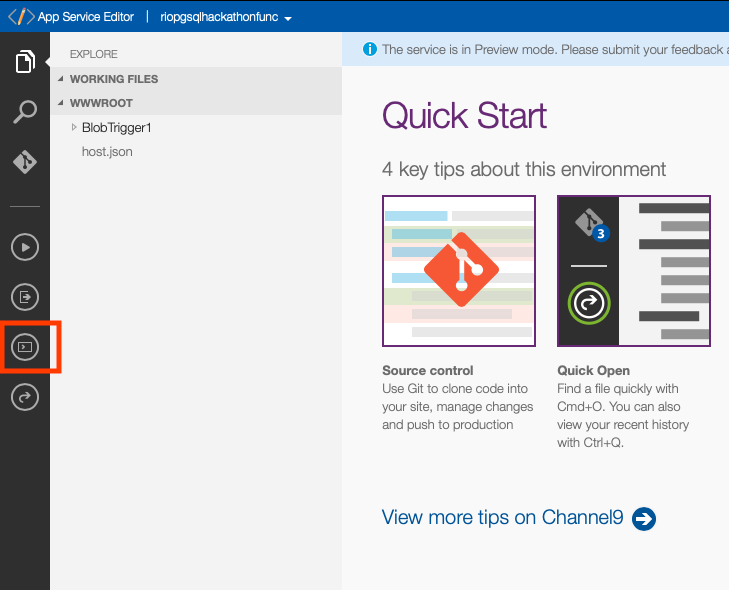 App Service Editor | riopgsqlhackathonfunc
EXPLORE
WORKING FILES
WWWROOT
BlobTrigger1
host.json
The service is in Preview mode. Please submit your feedback a
Quick Start
4 key tips about this environment
3
Source control
Use Git to clone code into
your site, manage changes
and push to production
Quick Open
Find a file quickly with
Cmd+O. You can also
view your recent history
with Ctrl+Q.
View more tips on Channel9